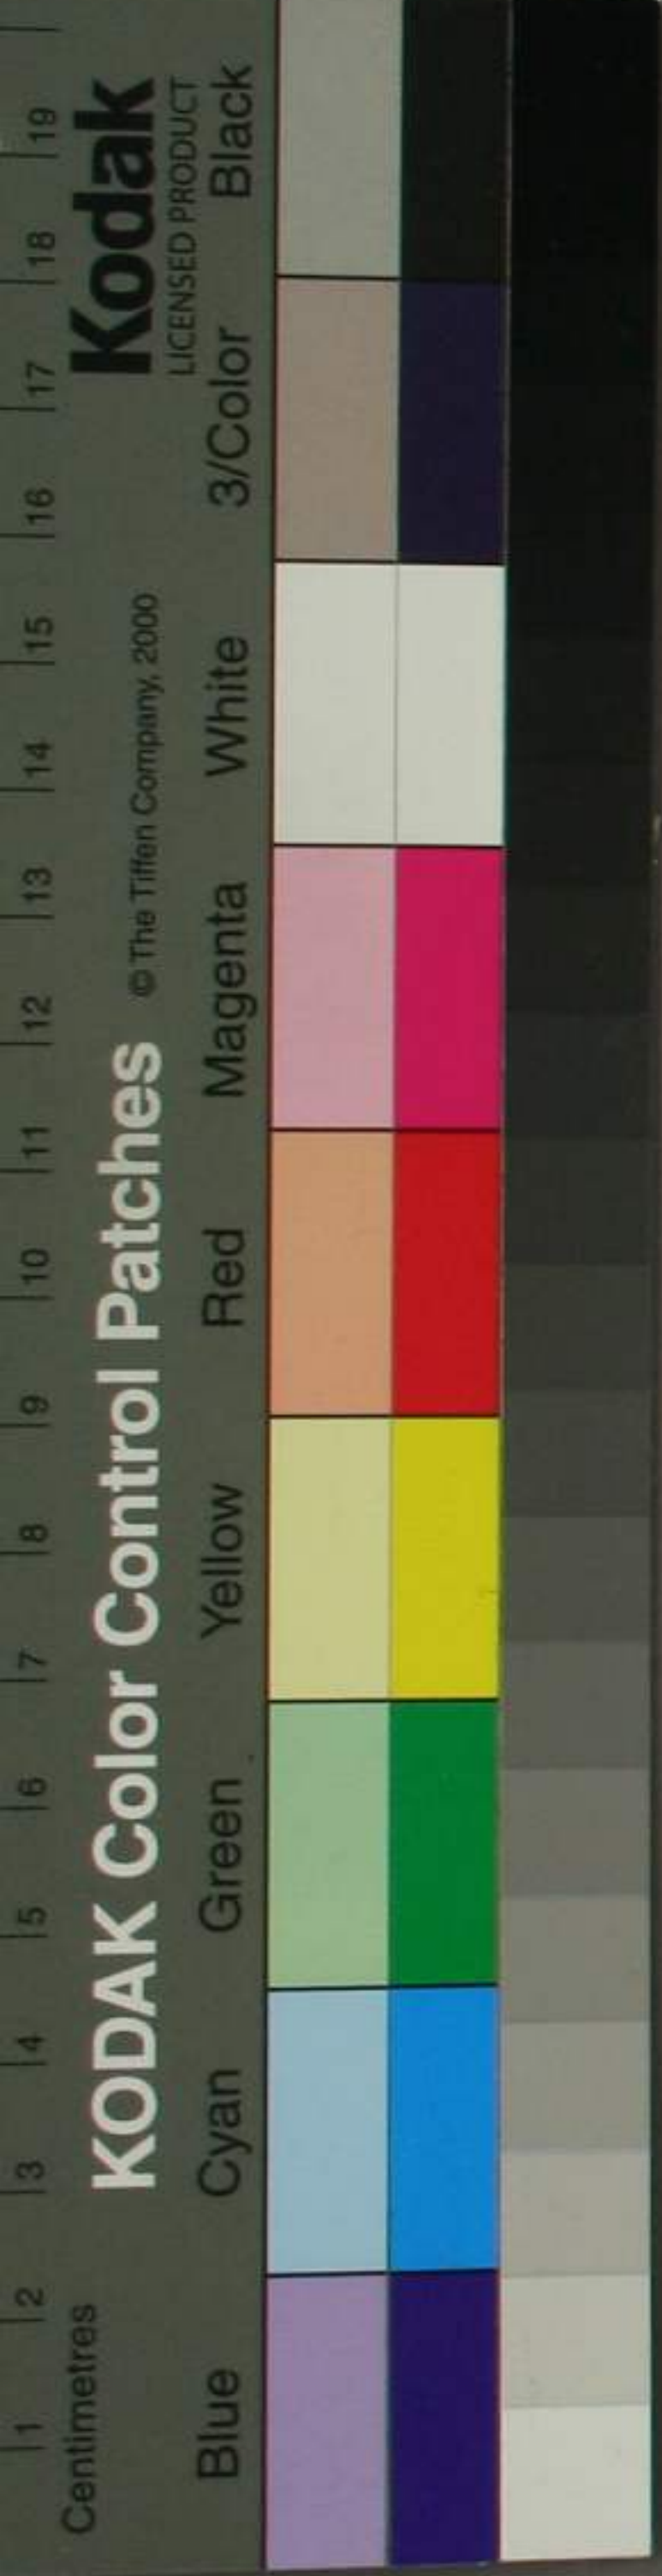 Centimetres
1 2 3 4 5 6 7 8 9 10 11 12 13 14 15 16 17 18 19
KODAK Color Control Patches © The Tiffen Company, 2000 Kodak
LICENSED PRODUCT
Blue Cyan Green Yellow Red Magenta White 3/Color Black